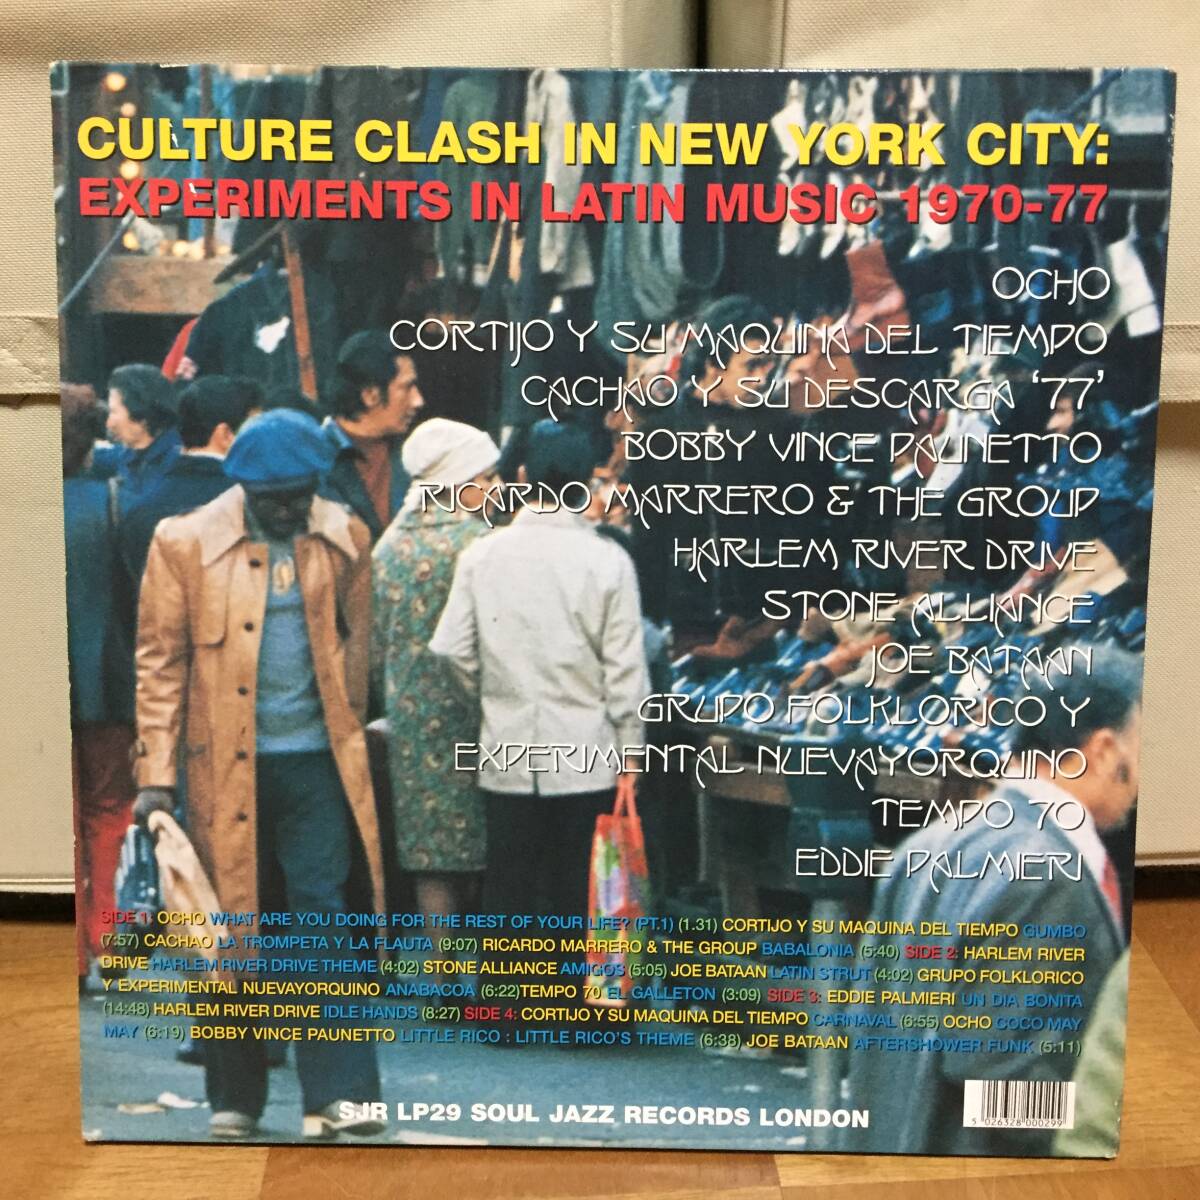 CULTURE CLASH IN NEW YORK CITY:
EXPERIMENTS IN LATIN MUSIC 1970-77
OCHO
CORTIJO Y SU MAQUINA DEL TIEMPO
CACHAO Y SU DESCARGA '77'
BOBBY VINCE PAUNETTO
RICARDO MARRERO & THE GROUP
HARLEM RIVER DRIVE
STONE ALLIANCE
JOE BATAAN
GRUPO FOLKLORICO Y
EXPERIMENTAL NUEVAYORQUINO
TEMPO 70
EDDIE PALMIERI
SIDE 1: OCHO WHAT ARE YOU DOING FOR THE REST OF YOUR LIFE? (PT.1) (1.31) CORTIJO Y SU MAQUINA DEL TIEMPO GUMBO
(7:57) CACHAO LA TROMPETA Y LA FLAUTA (9:07) RICARDO MARRERO & THE GROUP BABALONIA (5:40) SIDE 2: HARLEM RIVER
DRIVE HARLEM RIVER DRIVE THEME (4:02) STONE ALLIANCE AMIGOS (5:05) JOE BATAAN LATIN STRUT (4:02) GRUPO FOLKLORICO
Y EXPERIMENTAL NUEVAYORQUINO ANABACOA (6:22) TEMPO 70 EL GALLETON (3:09) SIDE 3: EDDIE PALMIERI UN DIA BONITA
(14:48) HARLEM RIVER DRIVE IDLE HANDS (8:27) SIDE 4: CORTIJO Y SU MAQUINA DEL TIEMPO CARNAVAL (6:55) OCHO COCO MAY
MAY (6:19) BOBBY VINCE PAUNETTO LITTLE RICO : LITTLE RICO'S THEME (6:38) JOE BATAAN AFTERSHOWER FUNK (5:11)
SJR LP29 SOUL JAZZ RECORDS LONDON
5 026328 000299